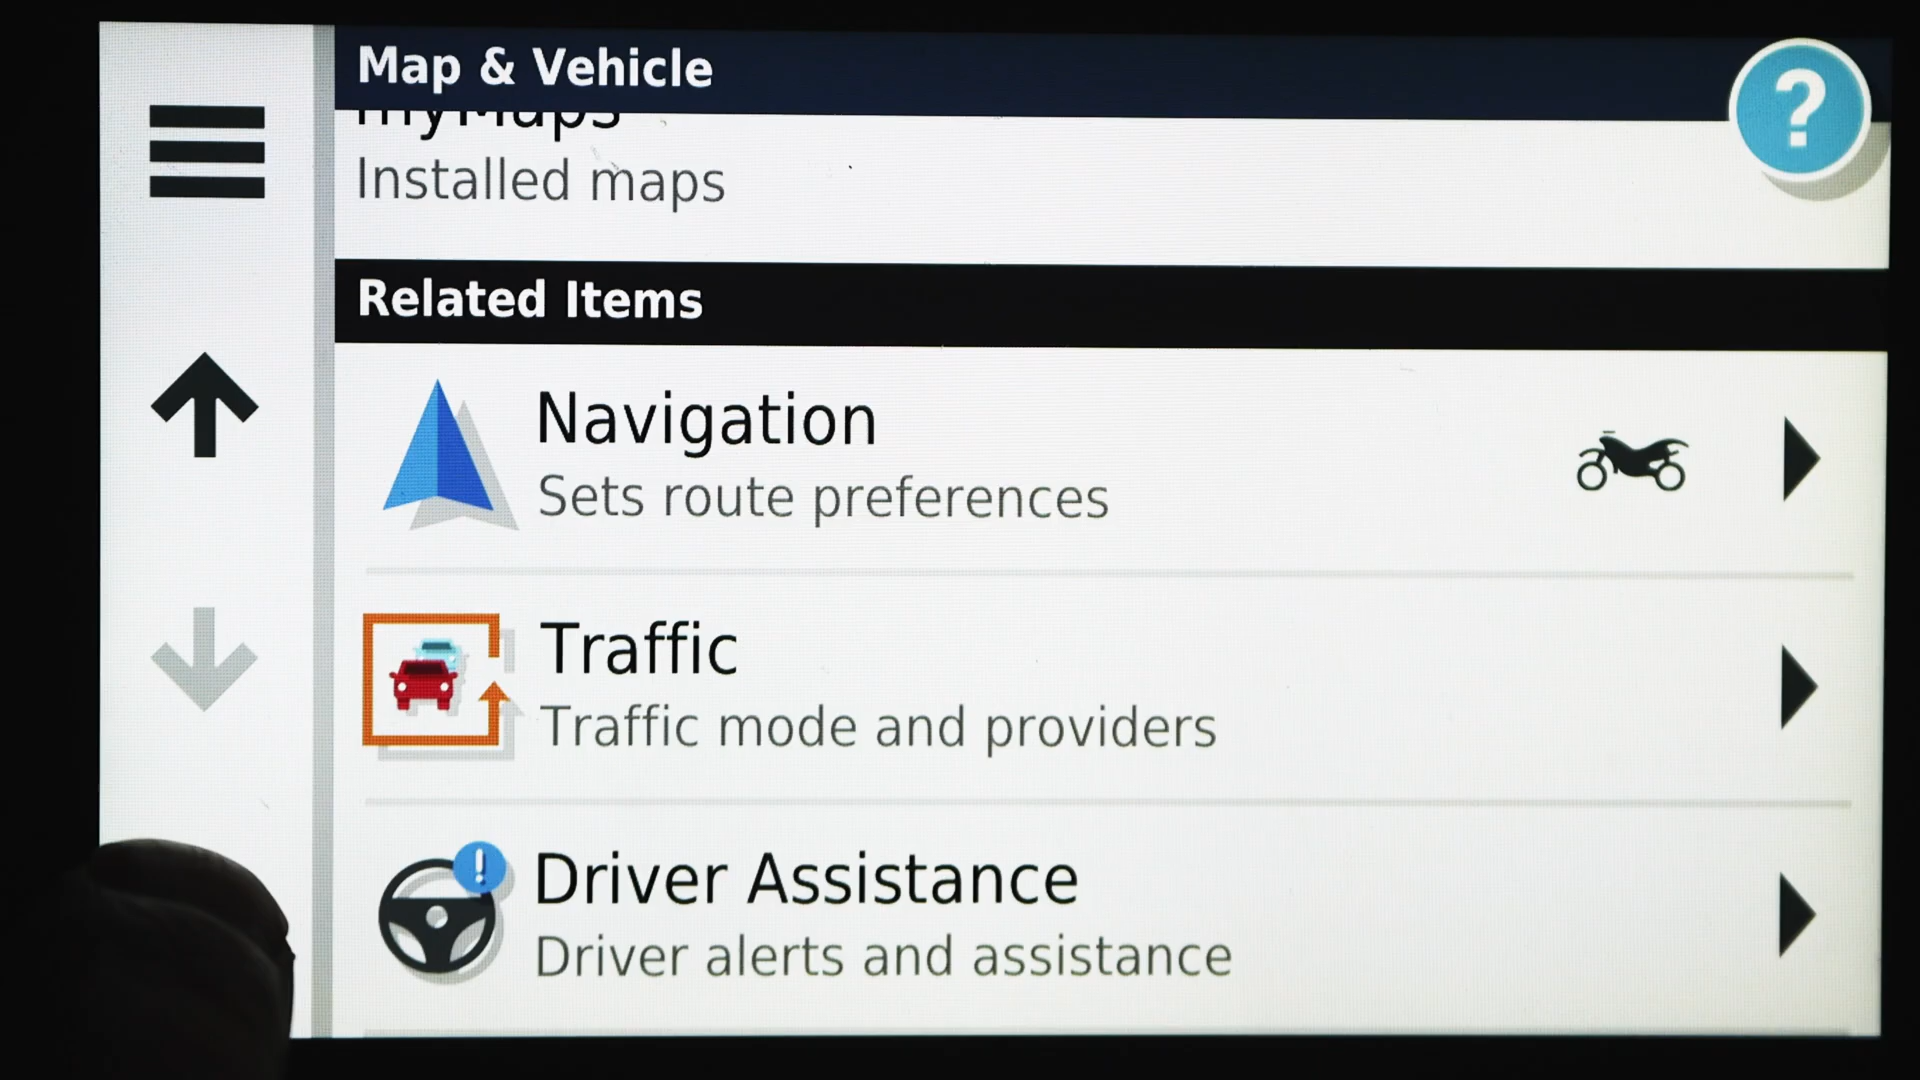 Map & Vehicle
myMaps
Installed maps
Related Items
Navigation
Sets route preferences
Traffic
Traffic mode and providers
Driver Assistance
Driver alerts and assistance